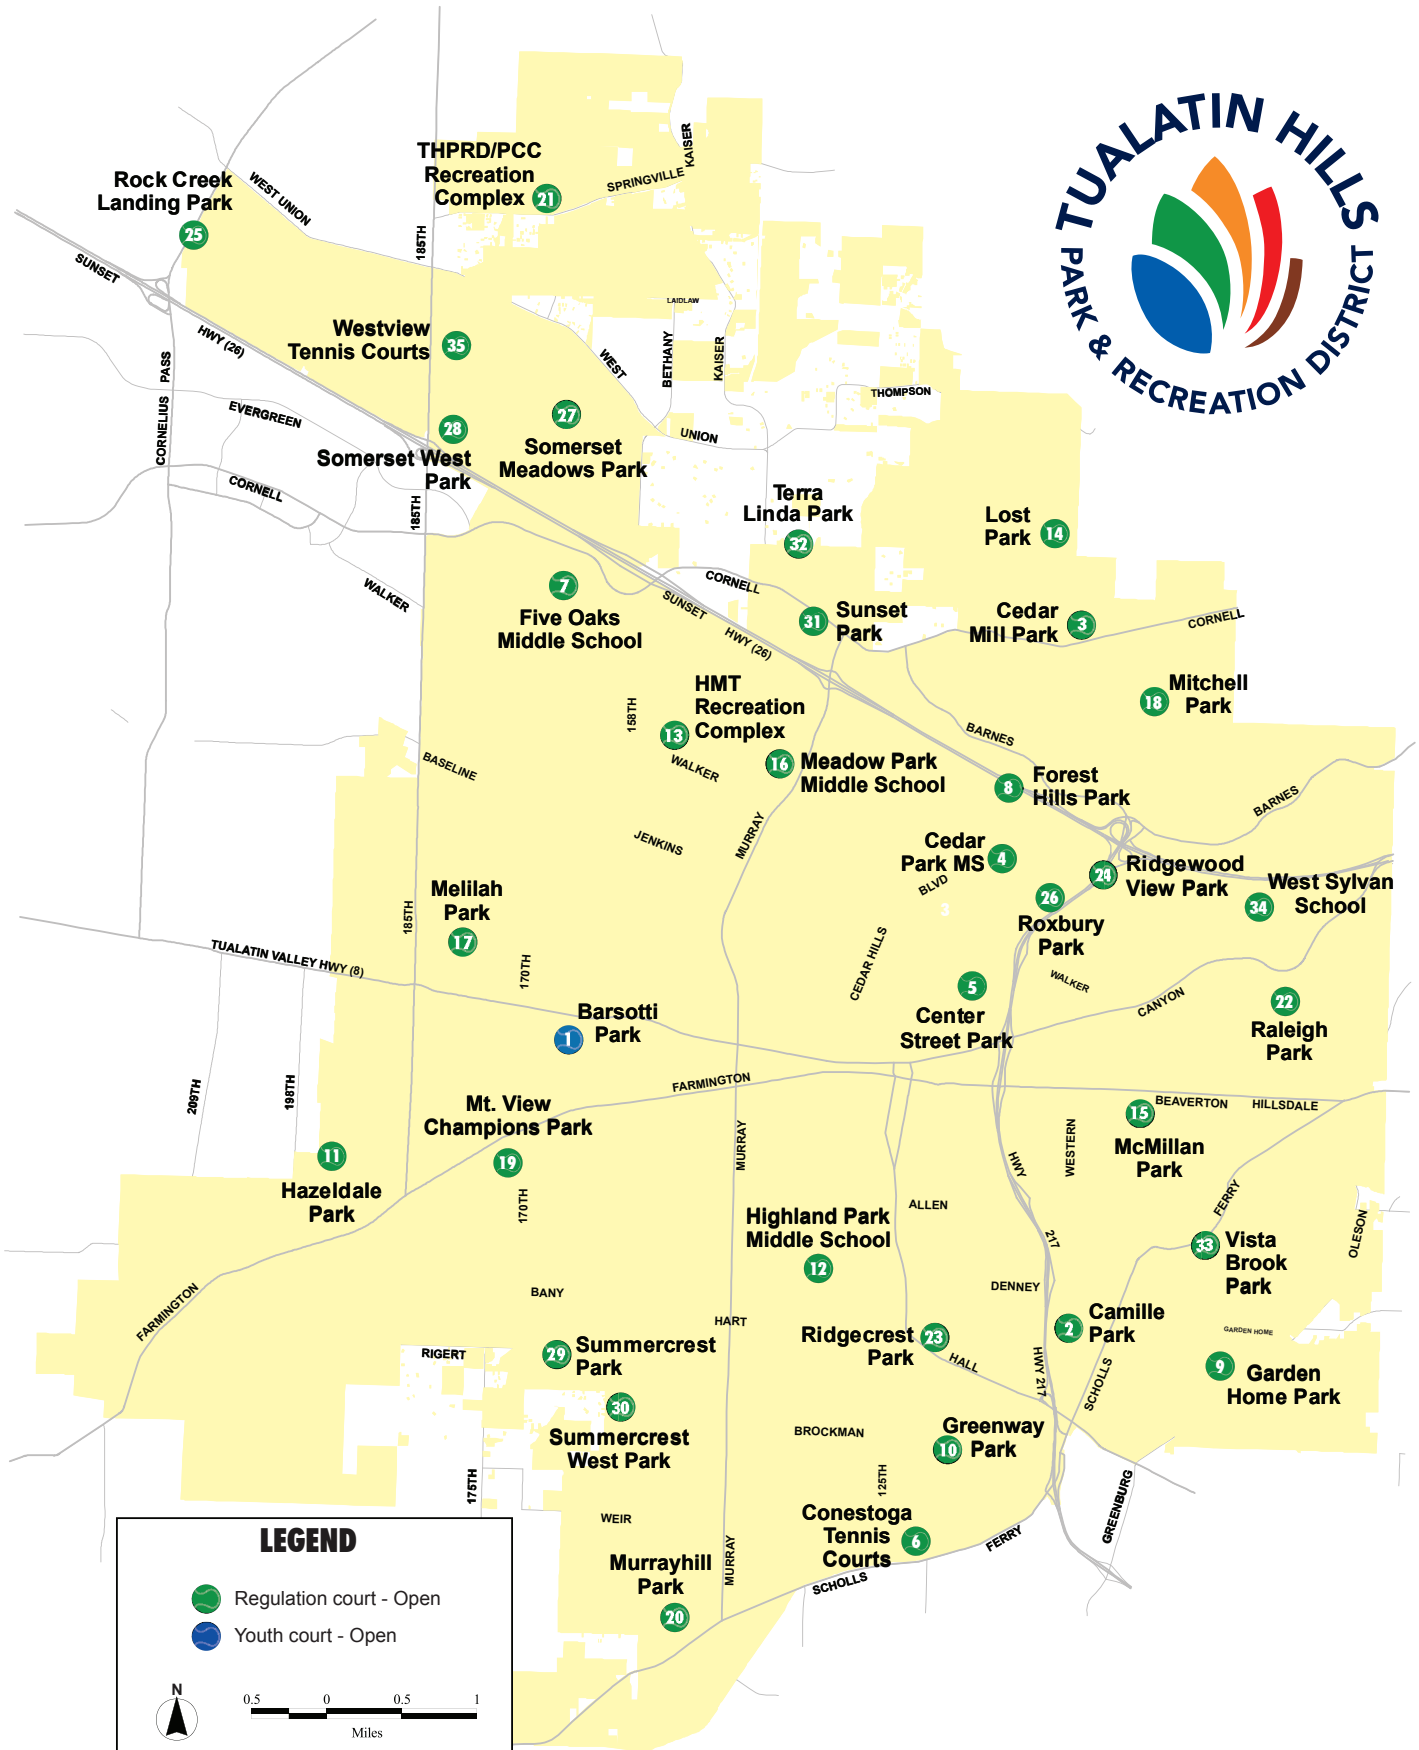 TUALATIN HILLS
PARK & RECREATION DISTRICT
THPRD/PCC
Recreation
Complex
21
KAISER
SPRINGVILLE
Rock Creek
Landing Park
25
WEST UNION
185TH
SUNSET
HWY (26)
LAIDLAW
Westview
Tennis Courts
35
WEST
BETHANY
KAISER
CORNELIUS PASS
THOMPSON
EVERGREEN
27
28
UNION
Somerset
Meadows Park
Somerset West
Park
CORNELL
185TH
Terra
Linda Park
32
Lost
Park
14
WALKER
7
Five Oaks
Middle School
CORNELL
SUNSET
HWY (26)
31
Sunset
Park
Cedar
Mill Park
3
CORNELL
HMT
Recreation
Complex
13
158TH
WALKER
Mitchell
Park
18
BARNES
BASELINE
16
Meadow Park
Middle School
8
Forest
Hills Park
BARNES
JENKINS
MURRAY
Cedar
Park MS
4
BLVD
3
24
Ridgewood
View Park
26
Roxbury
Park
West Sylvan
School
34
Melilah
Park
17
185TH
TUALATIN VALLEY HWY (8)
170TH
CEDAR HILLS
WALKER
5
Center
Street Park
CANYON
22
Raleigh
Park
Barsotti
Park
1
209TH
198TH
FARMINGTON
Mt. View
Champions Park
19
BEAVERTON
HILLSDALE
15
McMillan
Park
WESTERN
MURRAY
11
Hazeldale
Park
170TH
HWY
217
FERRY
OLESON
ALLEN
Highland Park
Middle School
12
33
Vista
Brook
Park
FARMINGTON
BANY
DENNEY
HART
Ridgecrest
Park
23
HALL
2
Camille
Park
GARDEN HOME
RIGERT
29
Summercrest
Park
HWY 217
SCHOLLS
9
Garden
Home Park
30
Summercrest
West Park
BROCKMAN
Greenway
Park
10
175TH
125TH
GREENBURG
WEIR
Conestoga
Tennis
Courts
6
FERRY
SCHOLLS
MURRAY
Murrayhill
Park
20
LEGEND
Regulation court - Open
Youth court - Open
N
0.5 0 0.5 1
Miles